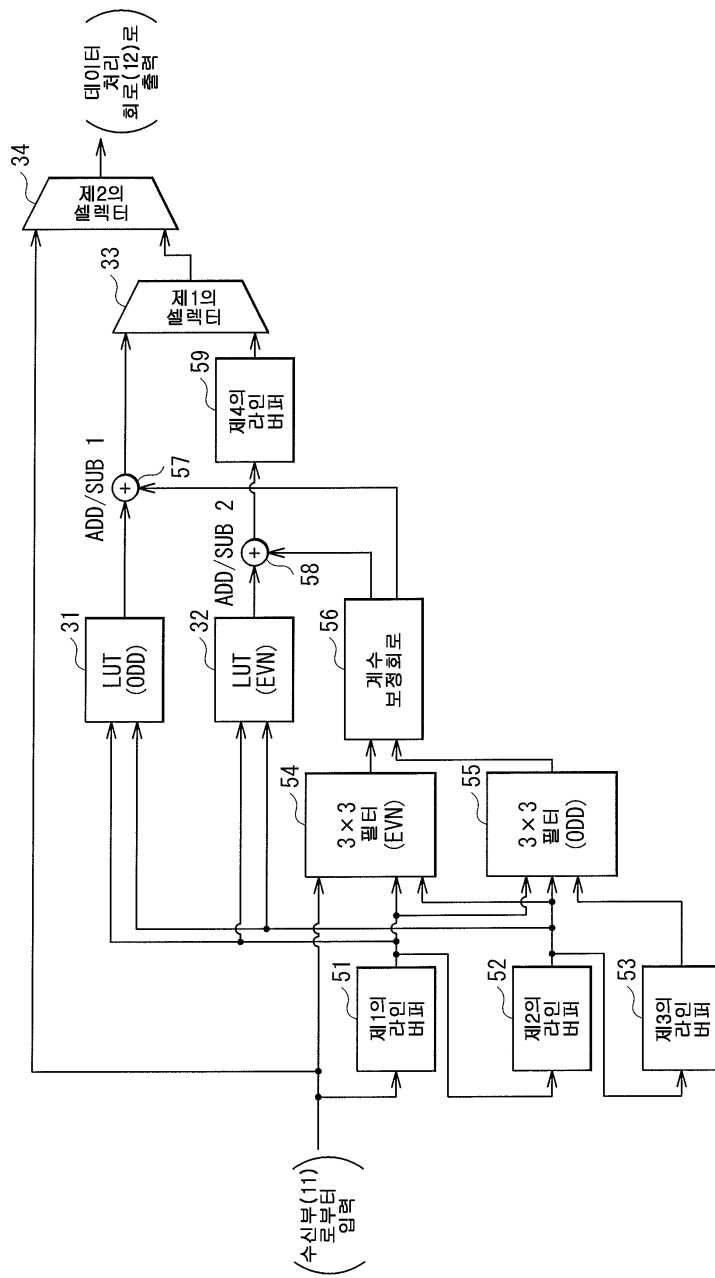 (수신부(11)
로부터
입력)
51
제1의
라인
버퍼
52
제2의
라인
버퍼
53
제3의
라인
버퍼
54
3×3
필터
(EVN)
55
3×3
필터
(ODD)
56
계수
보정회로
31
LUT
(ODD)
32
LUT
(EVN)
ADD/SUB 1
57
ADD/SUB 2
58
59
제4의
라인
버퍼
33
제1의
셀렉터
34
제2의
셀렉터
(데이터
처리
회로(12)로
출력)